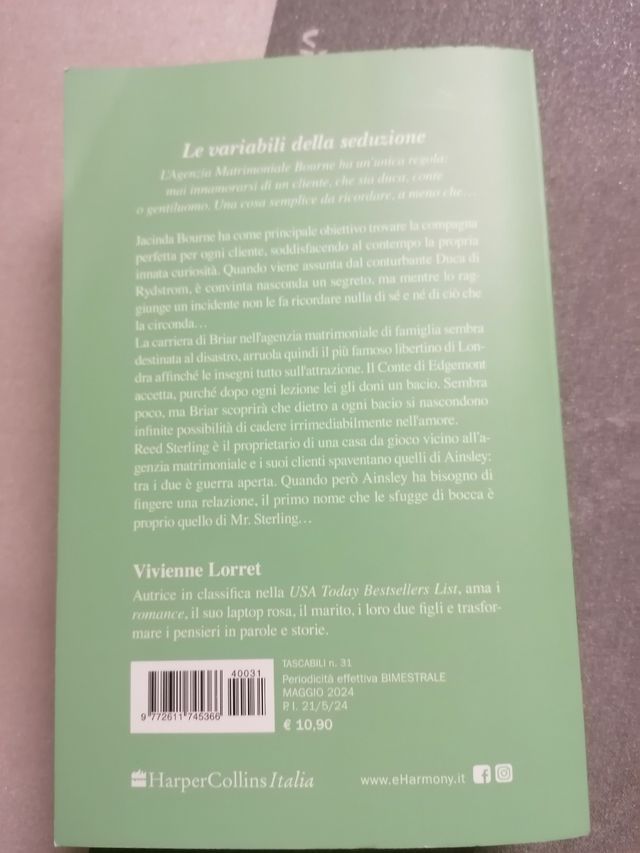 Le variabili della seduzione
L'Agenzia Matrimoniale Bourne ha un'unica regola:
mai innamorarsi di un cliente, che sia duca, conte
o gentiluomo. Una cosa semplice da ricordare, a meno che…
Jacinda Bourne ha come principale obiettivo trovare la compagna
perfetta per ogni cliente, soddisfacendo al contempo la propria
innata curiosità. Quando viene assunta dal conturbante Duca di
Rydstrom, è convinta nasconda un segreto, ma mentre lo rag-
giunge un incidente non le fa ricordare nulla di sé e né di ciò che
la circonda…
La carriera di Briar nell'agenzia matrimoniale di famiglia sembra
destinata al disastro, arruola quindi il più famoso libertino di Lon-
dra affinché le insegni tutto sull'attrazione. Il Conte di Edgemont
accetta, purché dopo ogni lezione lei gli doni un bacio. Sembra
poco, ma Briar scoprirà che dietro a ogni bacio si nascondono
infinite possibilità di cadere irrimediabilmente nell'amore.
Reed Sterling è il proprietario di una casa da gioco vicino all'a-
genzia matrimoniale e i suoi clienti spaventano quelli di Ainsley:
tra i due è guerra aperta. Quando però Ainsley ha bisogno di
fingere una relazione, il primo nome che le sfugge di bocca è
proprio quello di Mr. Sterling…
Vivienne Lorret
Autrice in classifica nella USA Today Bestsellers List, ama i
romance, il suo laptop rosa, il marito, i loro due figli e trasfor-
mare i pensieri in parole e storie.
40031
9 772611 745366
TASCABILI n. 31
Periodicità effettiva BIMESTRALE
MAGGIO 2024
P. I. 21/5/24
€ 10,90
HarperCollins Italia
www.eHarmony.it